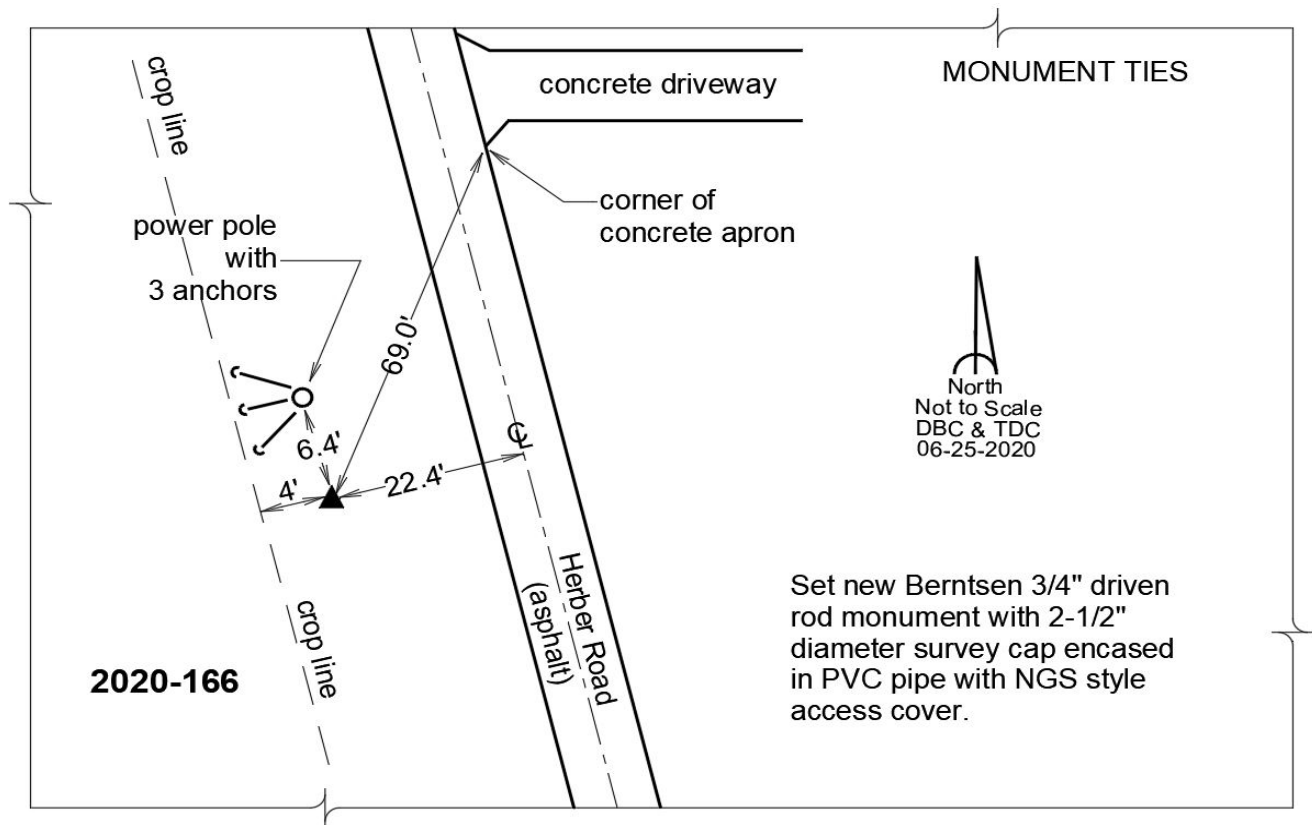 MONUMENT TIES
crop line
concrete driveway
corner of
concrete apron
power pole
with
3 anchors
69.0'
6.4'
4'
22.4'
℄
North
Not to Scale
DBC & TDC
06-25-2020
Herber Road
(asphalt)
crop line
2020-166
Set new Berntsen 3/4" driven
rod monument with 2-1/2"
diameter survey cap encased
in PVC pipe with NGS style
access cover.